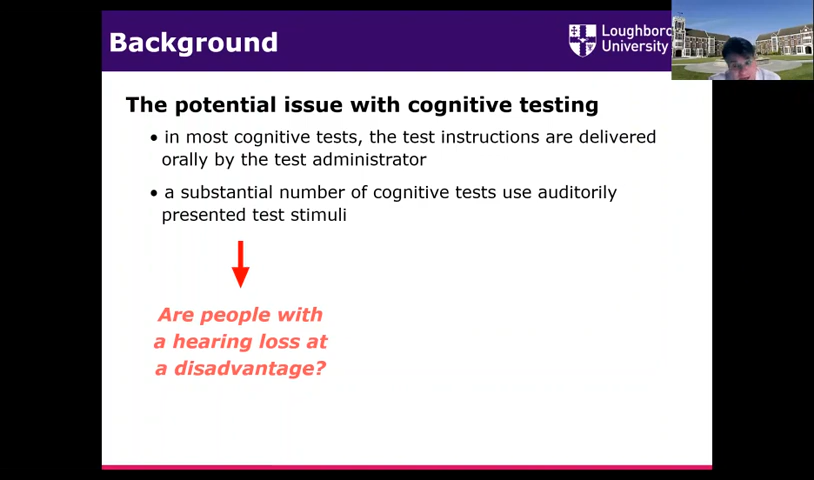 Background
Loughboro
University
The potential issue with cognitive testing
• in most cognitive tests, the test instructions are delivered
orally by the test administrator
• a substantial number of cognitive tests use auditorily
presented test stimuli
Are people with
a hearing loss at
a disadvantage?